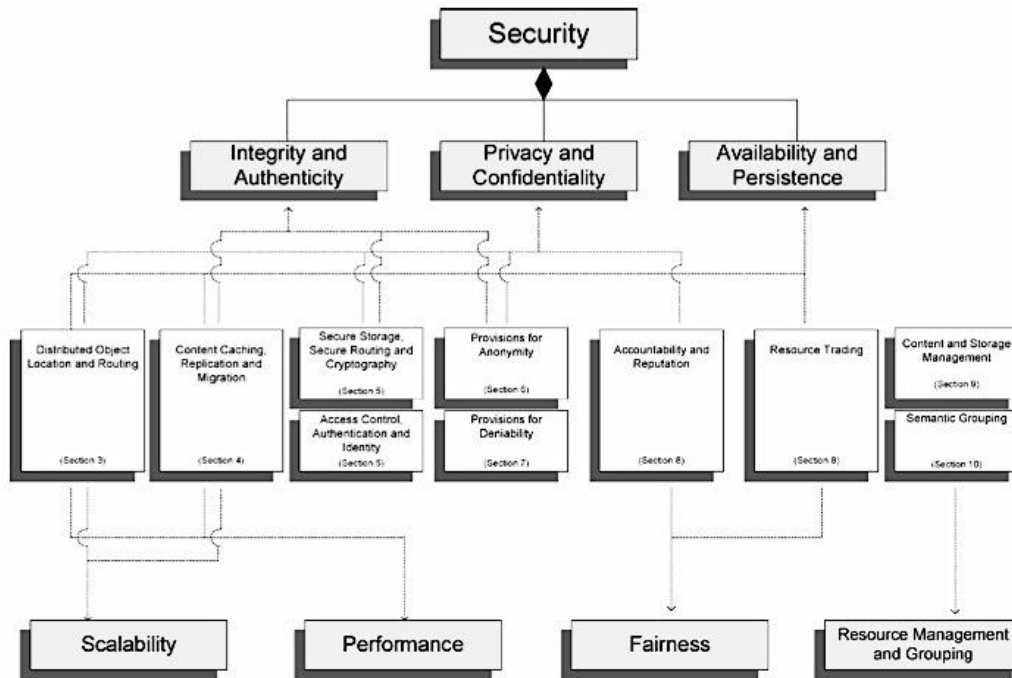 Security
Integrity and
Authenticity
Privacy and
Confidentiality
Availability and
Persistence
Distributed Object
Location and Routing
(Section 3)
Content Caching,
Replication and
Migration
(Section 4)
Secure Storage,
Secure Routing and
Cryptography
(Section 5)
Access Control,
Authentication and
Identity
(Section 5)
Provisions for
Anonymity
(Section 6)
Provisions for
Deniability
(Section 7)
Accountability and
Reputation
(Section 8)
Resource Trading
(Section 8)
Content and Storage
Management
(Section 9)
Semantic Grouping
(Section 10)
Scalability
Performance
Fairness
Resource Management
and Grouping